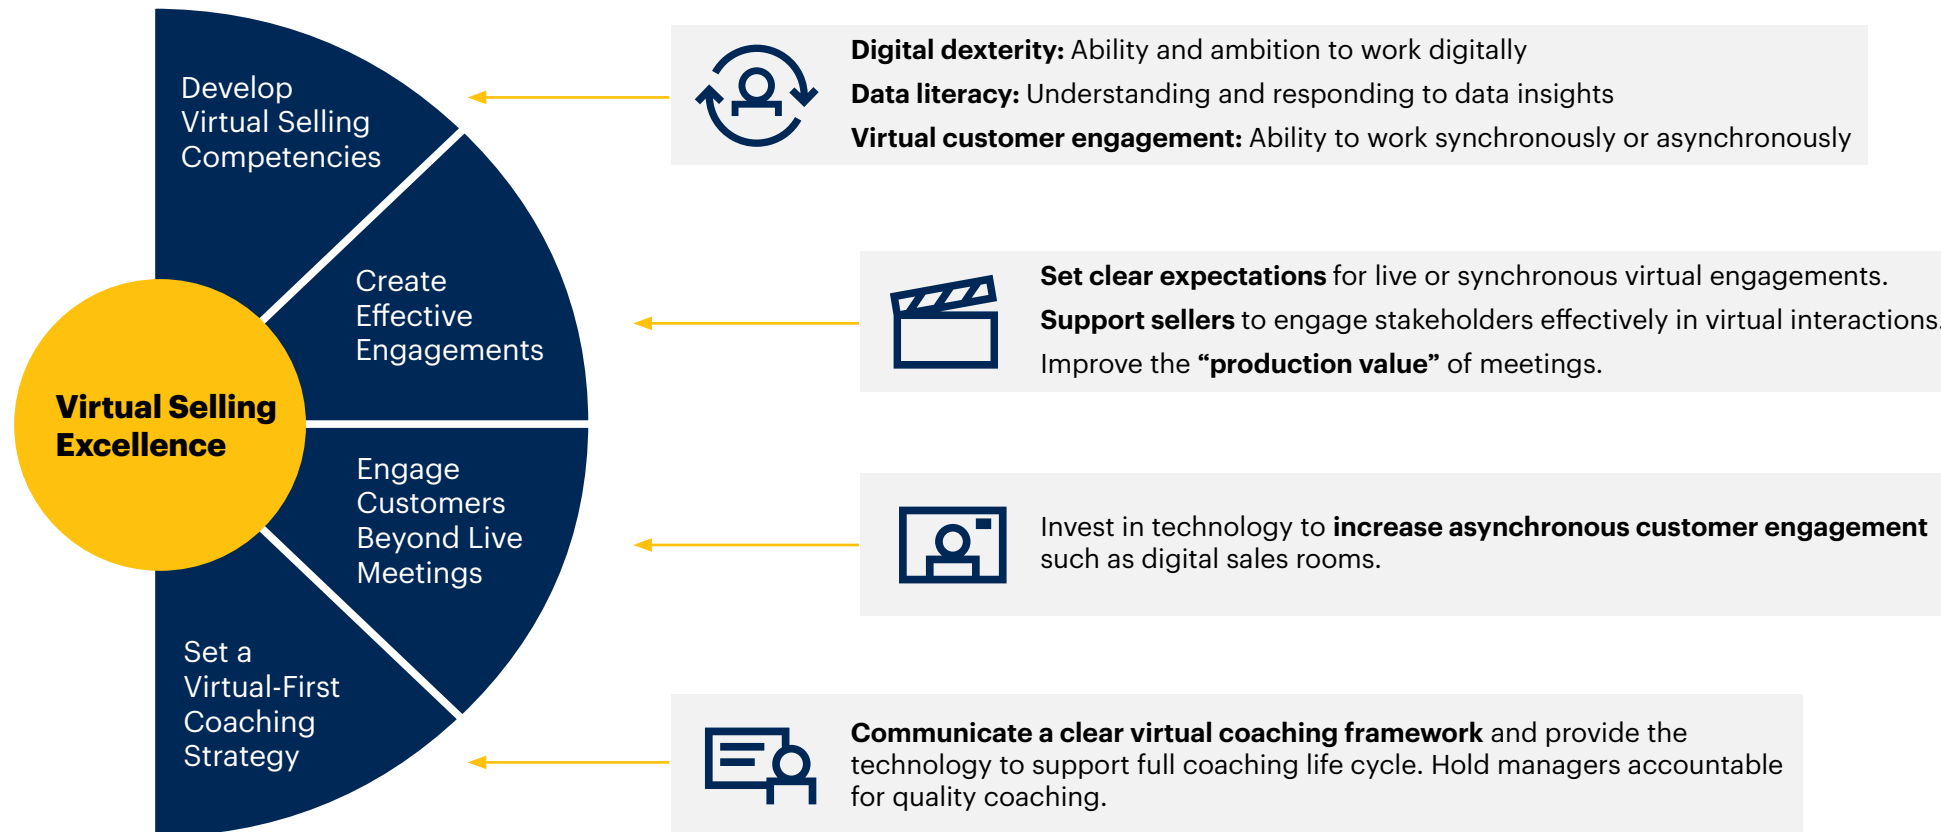 Develop
Virtual Selling
Competencies
Digital dexterity: Ability and ambition to work digitally
Data literacy: Understanding and responding to data insights
Virtual customer engagement: Ability to work synchronously or asynchronously
Create
Effective
Engagements
Set clear expectations for live or synchronous virtual engagements.
Support sellers to engage stakeholders effectively in virtual interactions.
Improve the “production value” of meetings.
Virtual Selling
Excellence
Engage
Customers
Beyond Live
Meetings
Invest in technology to increase asynchronous customer engagement
such as digital sales rooms.
Set a
Virtual-First
Coaching
Strategy
Communicate a clear virtual coaching framework and provide the
technology to support full coaching life cycle. Hold managers accountable
for quality coaching.